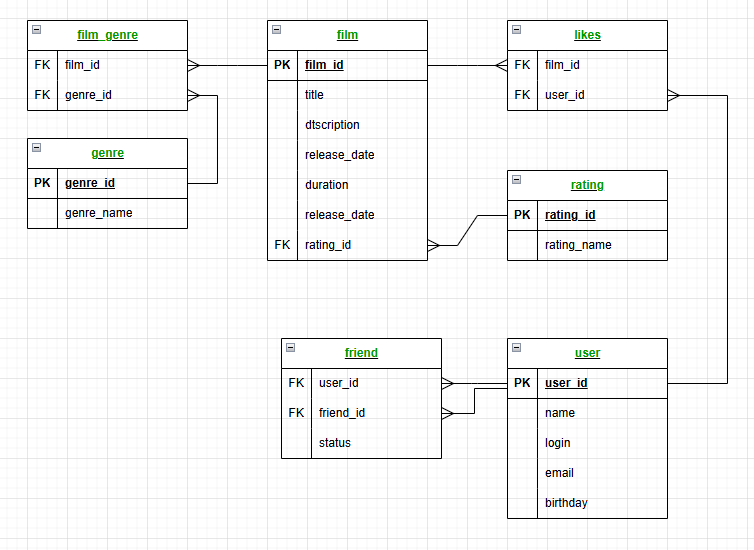 film_genre
FK film_id
FK genre_id
genre
PK genre_id
genre_name
film
PK film_id
title
dtscription
release_date
duration
release_date
FK rating_id
likes
FK film_id
FK user_id
rating
PK rating_id
rating_name
friend
FK user_id
FK friend_id
status
user
PK user_id
name
login
email
birthday